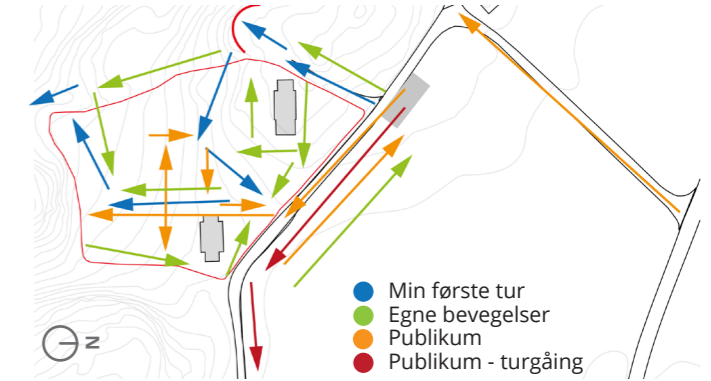 Min første tur
Egne bevegelser
Publikum
Publikum - turgåing
N